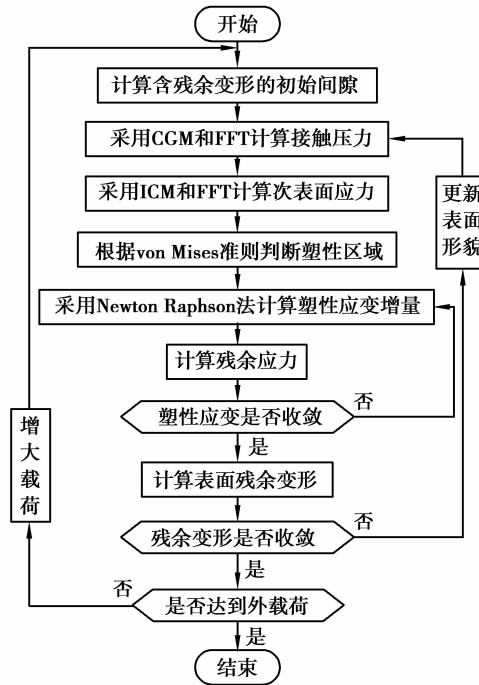 开始
计算含残余变形的初始间隙
采用CGM和FFT计算接触压力
采用ICM和FFT计算次表面应力
更新
表面
形貌
根据von Mises准则判断塑性区域
采用Newton Raphson法计算塑性应变增量
计算残余应力
塑性应变是否收敛
否
是
增
大
载
荷
计算表面残余变形
残余变形是否收敛
否
是
是否达到外载荷
否
是
结束